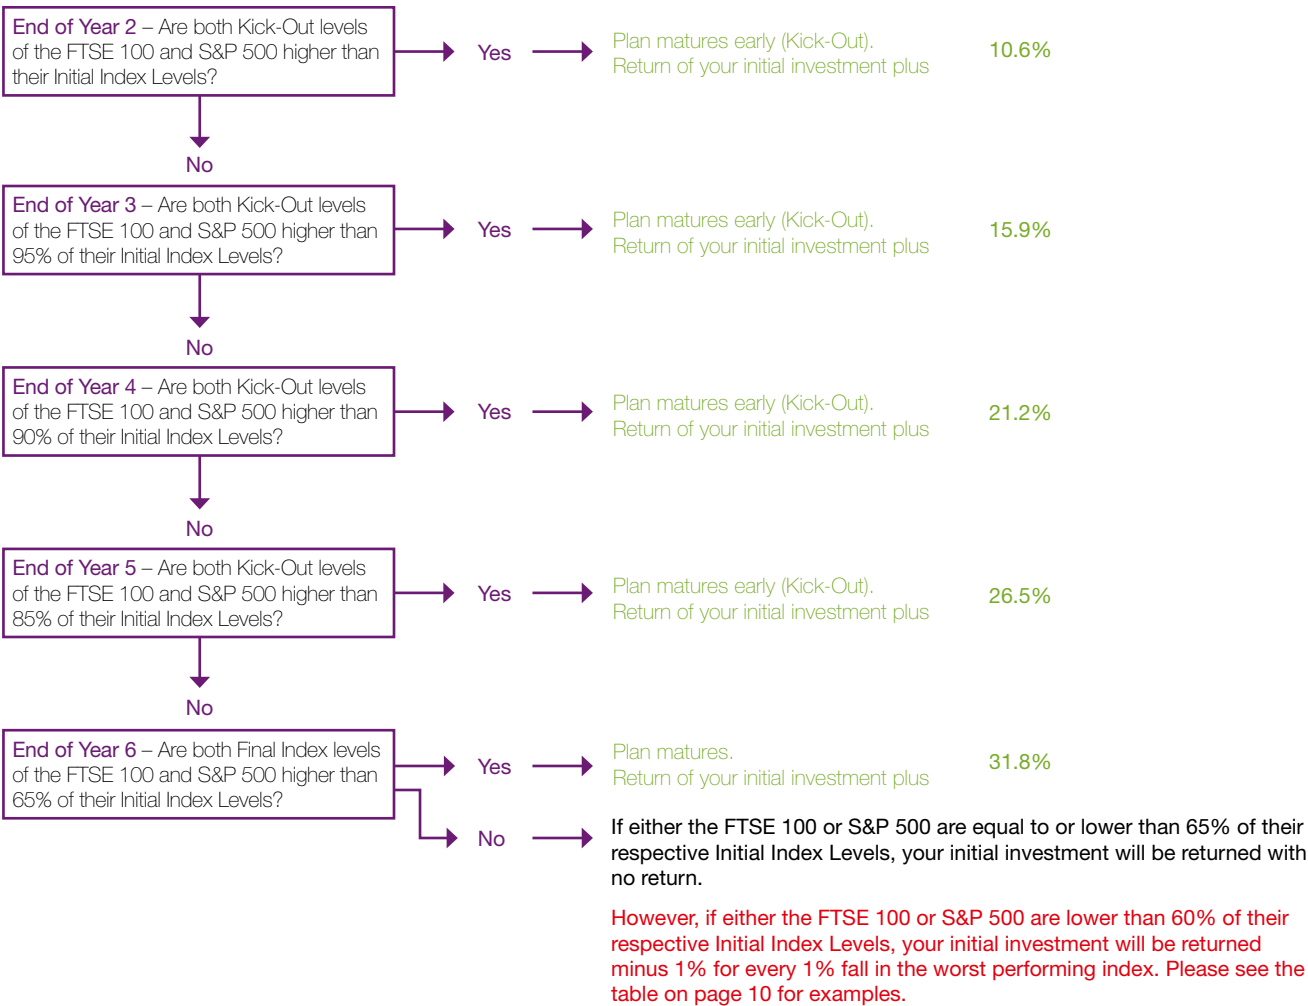 End of Year 2 – Are both Kick-Out levels
of the FTSE 100 and S&P 500 higher than
their Initial Index Levels?
Yes
Plan matures early (Kick-Out).
Return of your initial investment plus
10.6%
No
End of Year 3 – Are both Kick-Out levels
of the FTSE 100 and S&P 500 higher than
95% of their Initial Index Levels?
Yes
Plan matures early (Kick-Out).
Return of your initial investment plus
15.9%
No
End of Year 4 – Are both Kick-Out levels
of the FTSE 100 and S&P 500 higher than
90% of their Initial Index Levels?
Yes
Plan matures early (Kick-Out).
Return of your initial investment plus
21.2%
No
End of Year 5 – Are both Kick-Out levels
of the FTSE 100 and S&P 500 higher than
85% of their Initial Index Levels?
Yes
Plan matures early (Kick-Out).
Return of your initial investment plus
26.5%
No
End of Year 6 – Are both Final Index levels
of the FTSE 100 and S&P 500 higher than
65% of their Initial Index Levels?
Yes
Plan matures.
Return of your initial investment plus
31.8%
No
If either the FTSE 100 or S&P 500 are equal to or lower than 65% of their
respective Initial Index Levels, your initial investment will be returned with
no return.
However, if either the FTSE 100 or S&P 500 are lower than 60% of their
respective Initial Index Levels, your initial investment will be returned
minus 1% for every 1% fall in the worst performing index. Please see the
table on page 10 for examples.